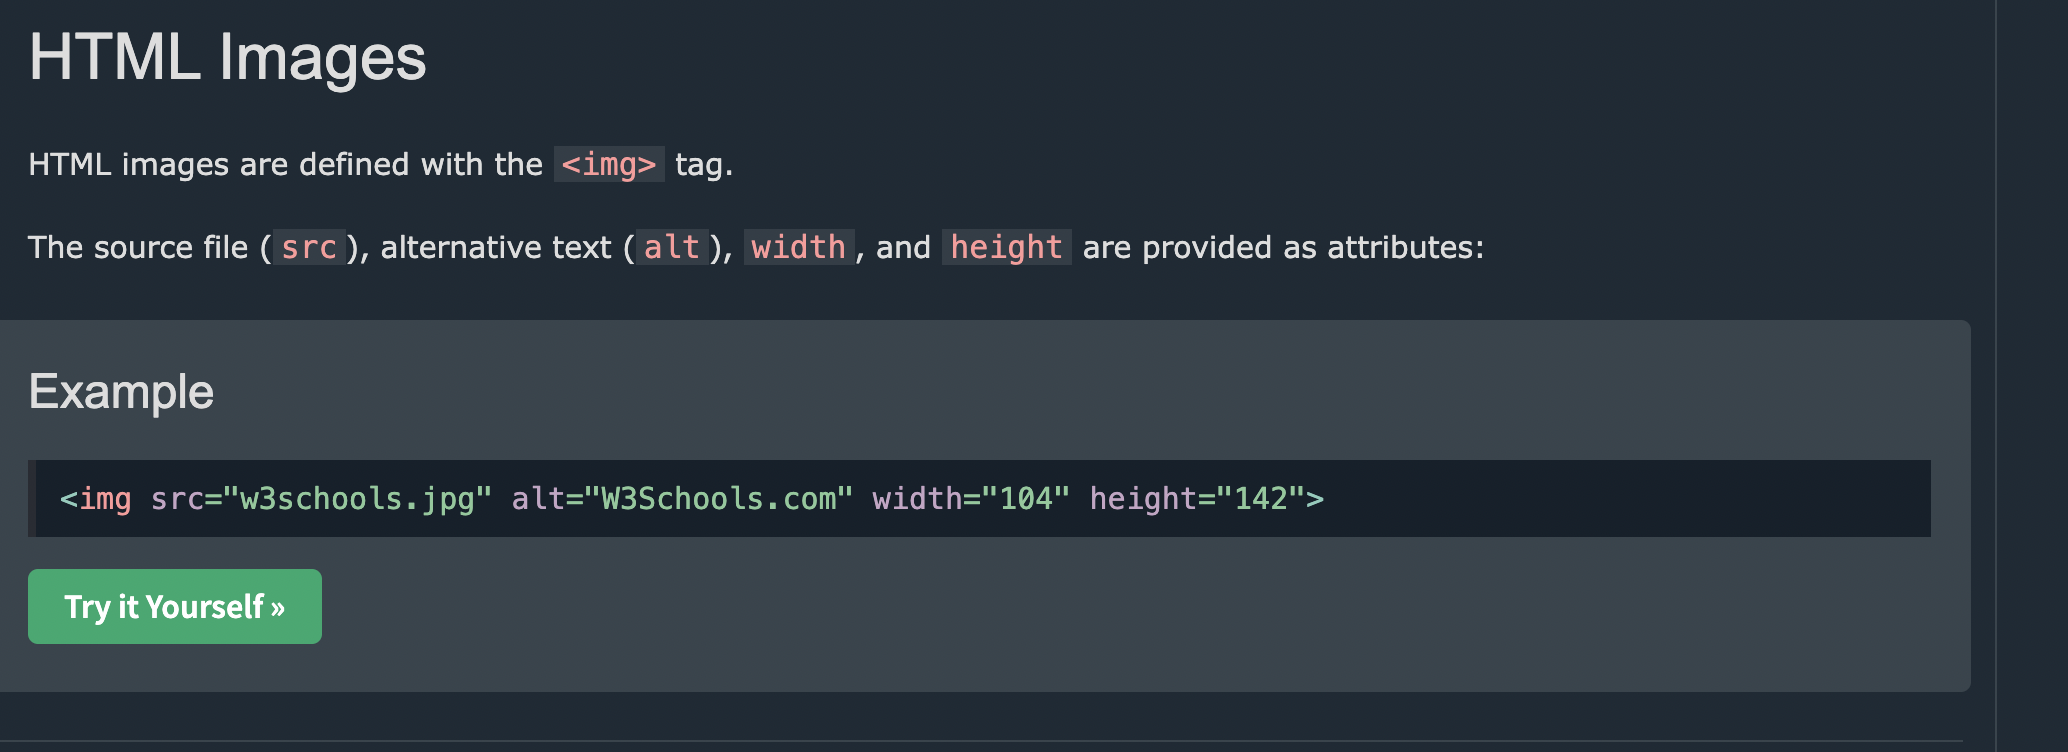 HTML Images
HTML images are defined with the <img> tag.
The source file (src), alternative text (alt), width, and height are provided as attributes:
Example
<img src="w3schools.jpg" alt="W3Schools.com" width="104" height="142">
Try it Yourself »